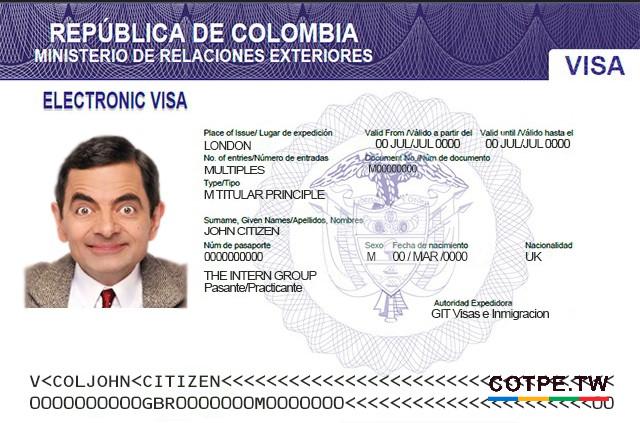 REPÚBLICA DE COLOMBIA
MINISTERIO DE RELACIONES EXTERIORES
VISA
ELECTRONIC VISA
Place of Issue/ Lugar de expedición Valid From /Válido a partir del Valid until /Válido hasta el
LONDON 00 JUL/JUL 0000 00 JUL/JUL 0000
No. of entries/Número de entradas Document No./Núm de documento
MULTIPLES M00000000
Type/Tipo
M TITULAR PRINCIPLE
Surname, Given Names/Apellidos, Nombres
JOHN CITIZEN
Núm de pasaporte Sexo Fecha de nacimiento Nacionalidad
0000000000 M 00 / MAR /0000 UK
THE INTERN GROUP
Pasante/Practicante
Autoridad Expedidora
GIT Visas e Inmigracion
V<COLJOHN<CITIZEN<<<<<<<<<<<<<<<<<<<<<<<<<<<
COTPE.TW
OOOOOOOOOOGBROOOOOOOMOOOOOOO<<<<<<<<<<<<<<<<OO